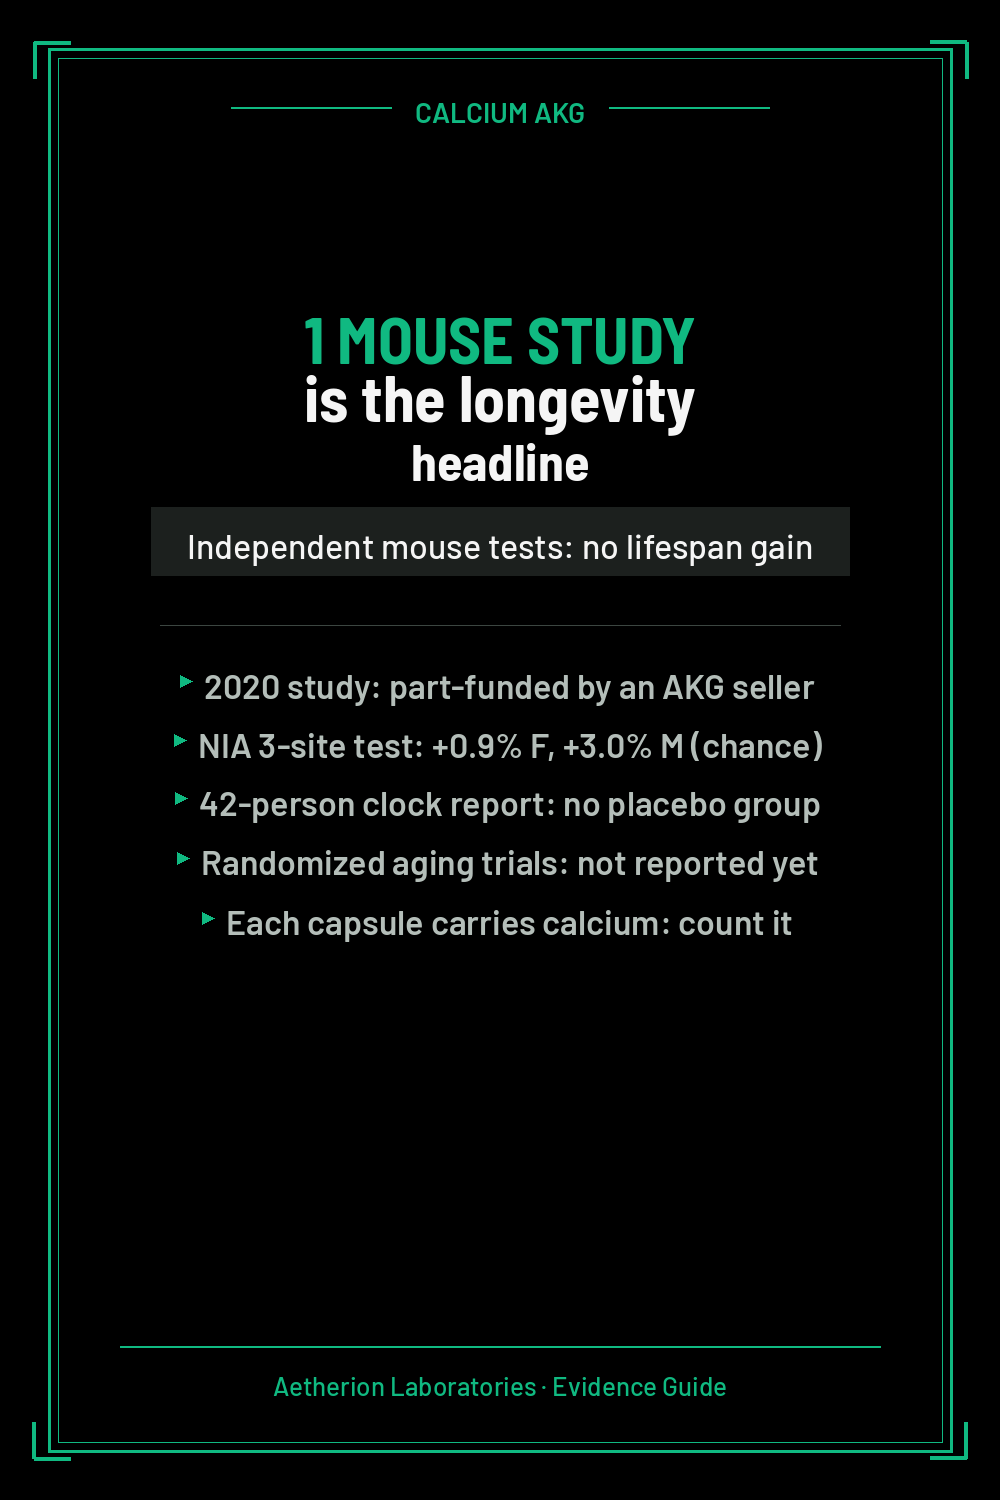 CALCIUM AKG
1 MOUSE STUDY
is the longevity
headline
Independent mouse tests: no lifespan gain
▶ 2020 study: part-funded by an AKG seller
▶ NIA 3-site test: +0.9% F, +3.0% M (chance)
▶ 42-person clock report: no placebo group
▶ Randomized aging trials: not reported yet
▶ Each capsule carries calcium: count it
Aetherion Laboratories · Evidence Guide